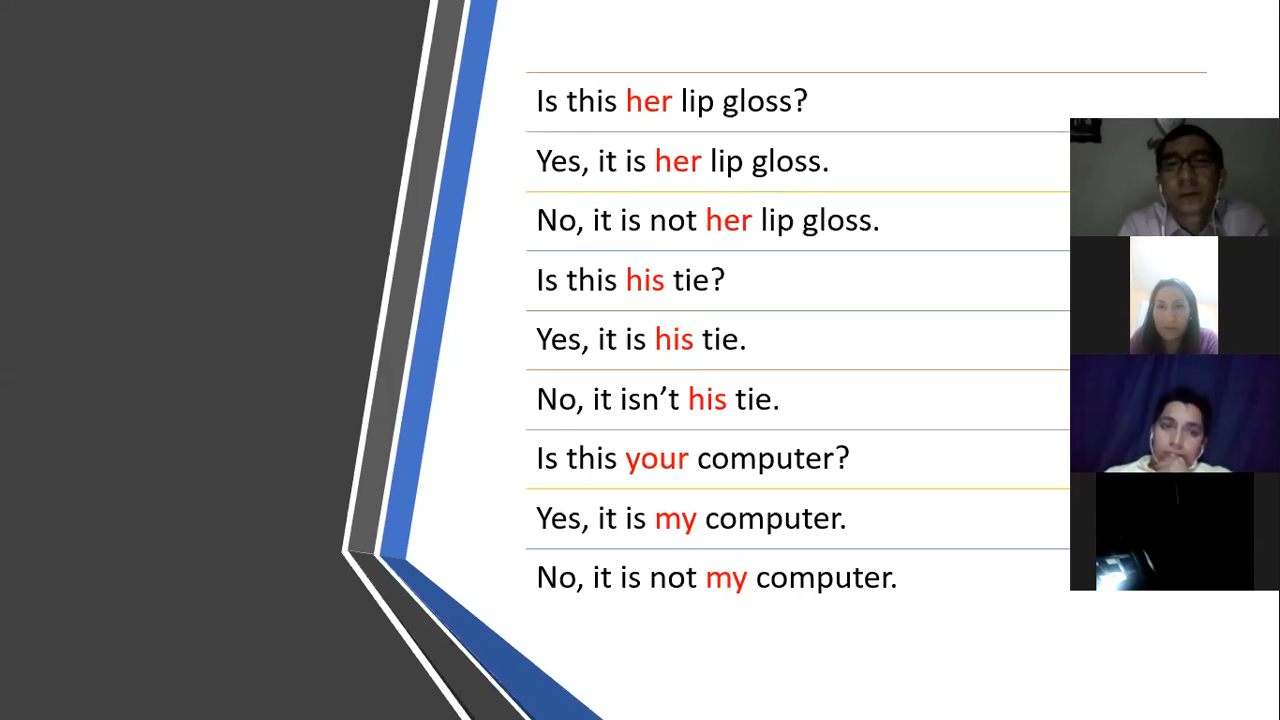 Is this her lip gloss?
Yes, it is her lip gloss.
No, it is not her lip gloss.
Is this his tie?
Yes, it is his tie.
No, it isn’t his tie.
Is this your computer?
Yes, it is my computer.
No, it is not my computer.